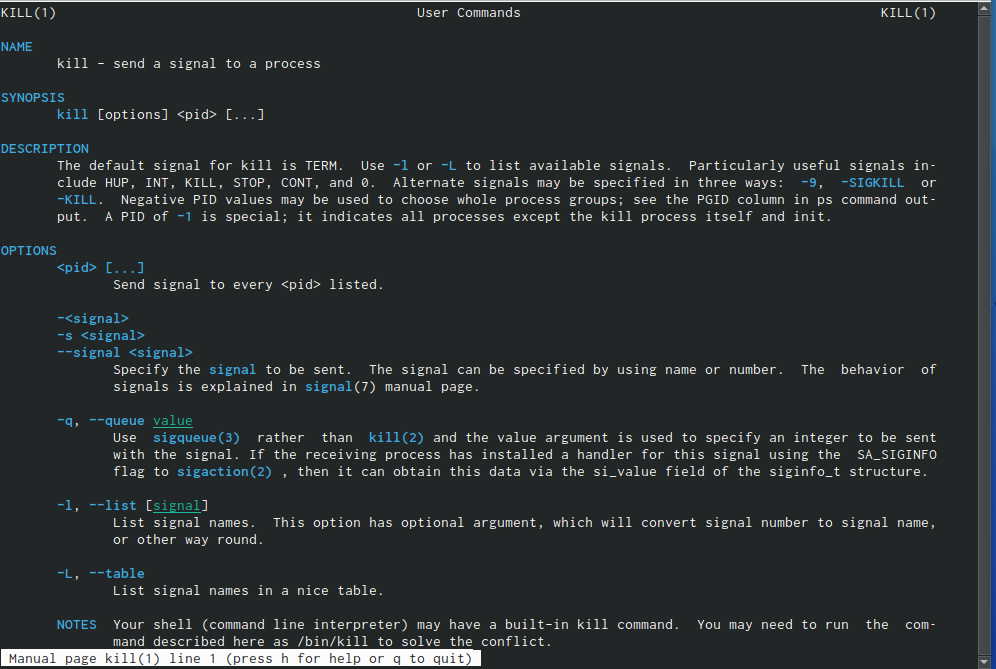 KILL(1) User Commands KILL(1)
NAME
kill - send a signal to a process
SYNOPSIS
kill [options] <pid> [...]
DESCRIPTION
The default signal for kill is TERM. Use -l or -L to list available signals. Particularly useful signals in-
clude HUP, INT, KILL, STOP, CONT, and 0. Alternate signals may be specified in three ways: -9, -SIGKILL or
-KILL. Negative PID values may be used to choose whole process groups; see the PGID column in ps command out-
put. A PID of -1 is special; it indicates all processes except the kill process itself and init.
OPTIONS
<pid> [...]
Send signal to every <pid> listed.
-<signal>
-s <signal>
--signal <signal>
Specify the signal to be sent. The signal can be specified by using name or number. The behavior of
signals is explained in signal(7) manual page.
-q, --queue value
Use sigqueue(3) rather than kill(2) and the value argument is used to specify an integer to be sent
with the signal. If the receiving process has installed a handler for this signal using the SA_SIGINFO
flag to sigaction(2) , then it can obtain this data via the si_value field of the siginfo_t structure.
-l, --list [signal]
List signal names. This option has optional argument, which will convert signal number to signal name,
or other way round.
-L, --table
List signal names in a nice table.
NOTES Your shell (command line interpreter) may have a built-in kill command. You may need to run the com-
mand described here as /bin/kill to solve the conflict.
Manual page kill(1) line 1 (press h for help or q to quit)